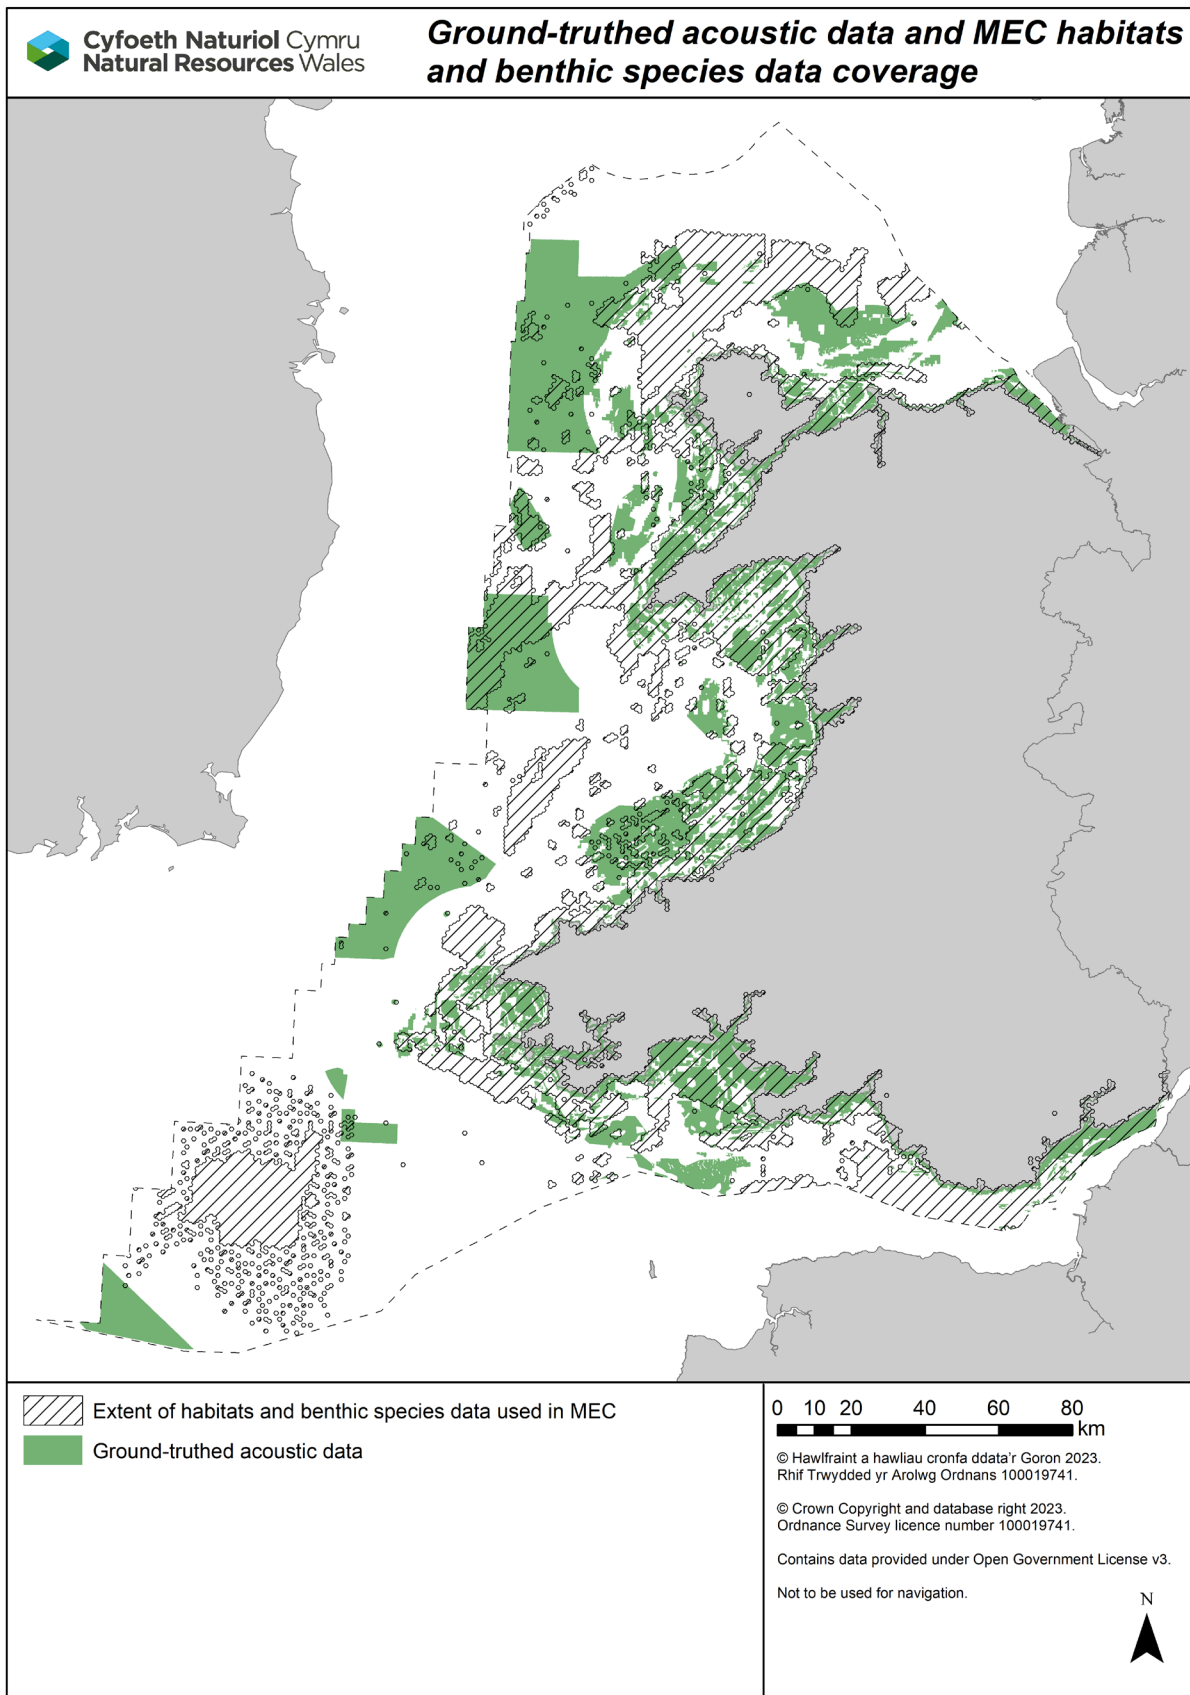 Cyfoeth Naturiol Cymru
Natural Resources Wales
Ground-truthed acoustic data and MEC habitats
and benthic species data coverage
Extent of habitats and benthic species data used in MEC
Ground-truthed acoustic data
0 10 20 40 60 80
km
© Hawlfraint a hawliau cronfa ddata'r Goron 2023.
Rhif Trwydded yr Arolwg Ordnans 100019741.
© Crown Copyright and database right 2023.
Ordnance Survey licence number 100019741.
Contains data provided under Open Government License v3.
Not to be used for navigation.
N